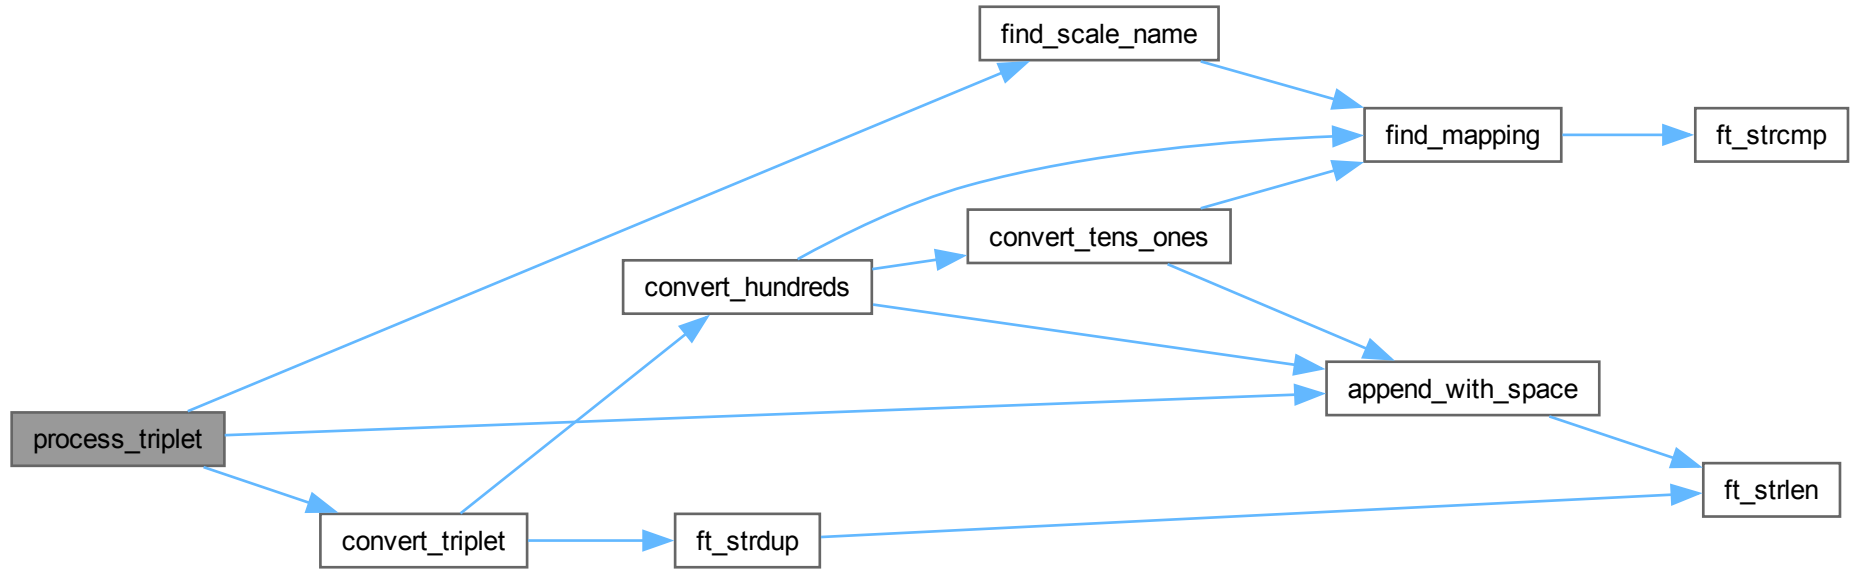 find_scale_name
find_mapping
ft_strcmp
convert_tens_ones
convert_hundreds
append_with_space
process_triplet
ft_strlen
convert_triplet
ft_strdup